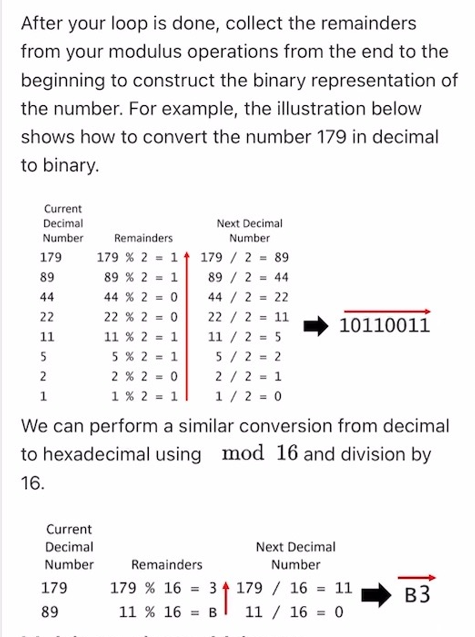 After your loop is done, collect the remainders
from your modulus operations from the end to the
beginning to construct the binary representation of
the number. For example, the illustration below
shows how to convert the number 179 in decimal
to binary.
Current
Decimal
Number Remainders Next Decimal
Number
179 179 % 2 = 1 179 / 2 = 89
89 89 % 2 = 1 89 / 2 = 44
44 44 % 2 = 0 44 / 2 = 22
22 22 % 2 = 0 22 / 2 = 11
11 11 % 2 = 1 11 / 2 = 5
5 5 % 2 = 1 5 / 2 = 2
2 2 % 2 = 0 2 / 2 = 1
1 1 % 2 = 1 1 / 2 = 0
10110011
We can perform a similar conversion from decimal
to hexadecimal using mod 16 and division by
16.
Current
Decimal
Number Remainders Next Decimal
Number
179 179 % 16 = 3 179 / 16 = 11
89 11 % 16 = B 11 / 16 = 0
B3